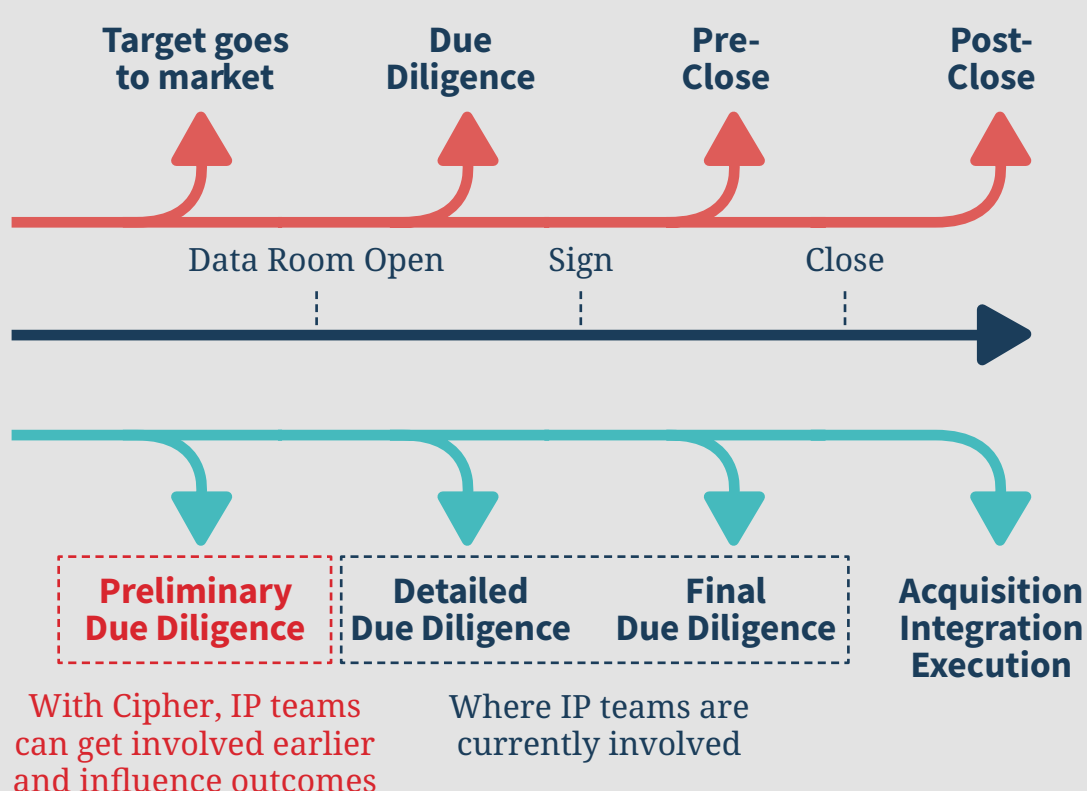 Target goes
to market
Due
Diligence
Pre-
Close
Post-
Close
Data Room Open
Sign
Close
Preliminary
Due Diligence
Detailed
Due Diligence
Final
Due Diligence
Acquisition
Integration
Execution
With Cipher, IP teams
can get involved earlier
and influence outcomes
Where IP teams are
currently involved